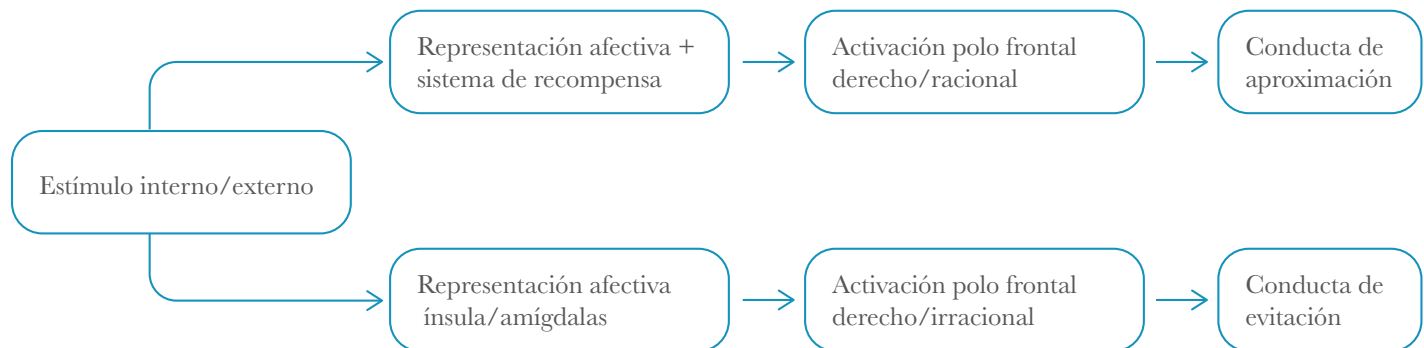 Representación afectiva +
sistema de recompensa
Activación polo frontal
derecho/racional
Conducta de
aproximación
Estímulo interno/externo
Representación afectiva
ínsula/amígdalas
Activación polo frontal
derecho/irracional
Conducta de
evitación